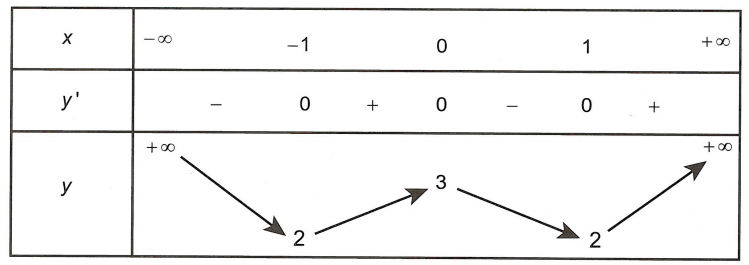 x −∞ −1 0 1 +∞
y' − 0 + 0 − 0 +
+∞ +∞
y 3
2 2